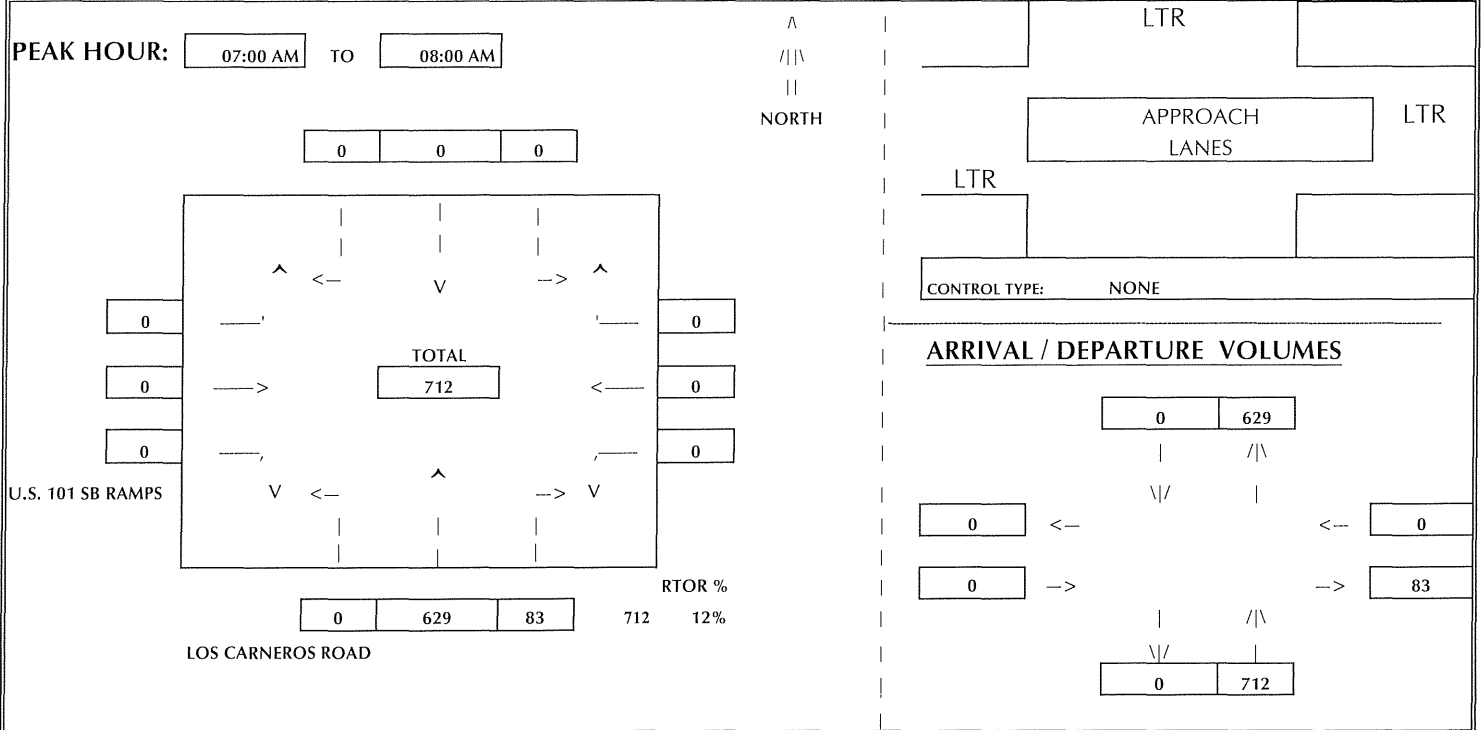 PEAK HOUR: 07:00 AM TO 08:00 AM
NORTH
0 0 0
0 0
TOTAL
0 712 0
0 0
U.S. 101 SB RAMPS
RTOR %
0 629 83 712 12%
LOS CARNEROS ROAD
LTR
APPROACH
LANES
LTR
LTR
CONTROL TYPE: NONE
ARRIVAL / DEPARTURE VOLUMES
0 629
0 0
0 83
0 712